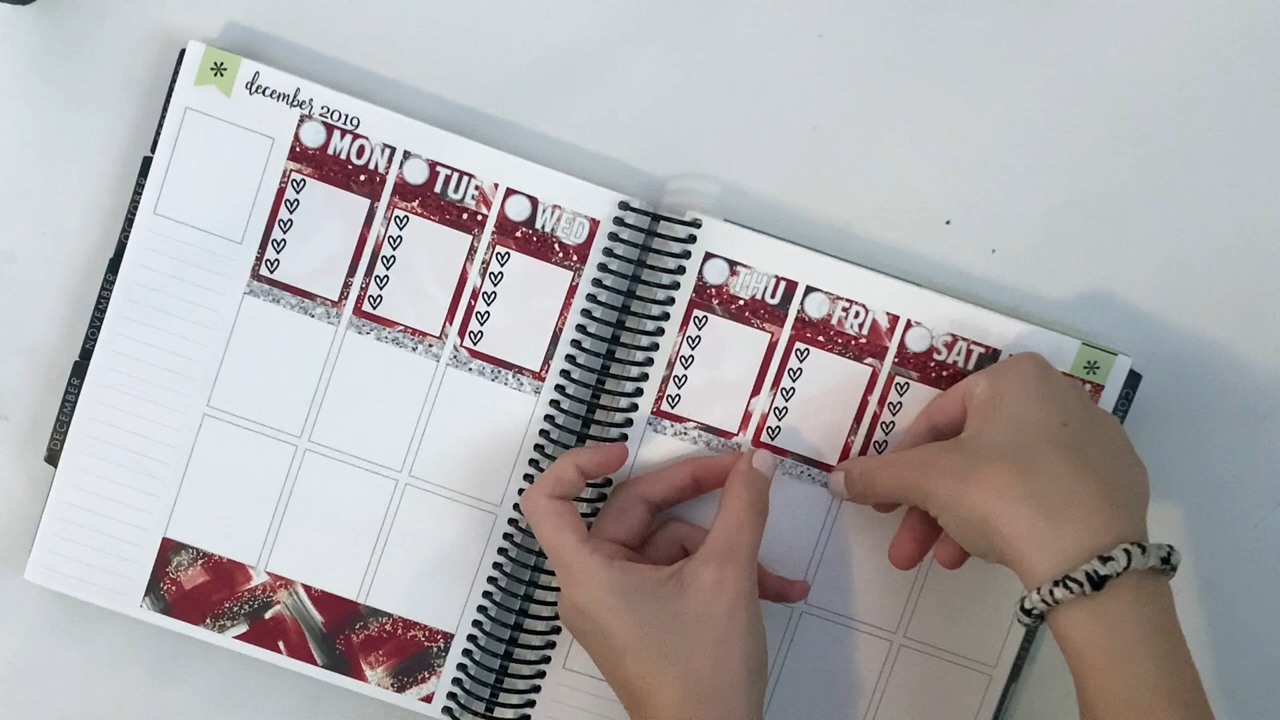 * december 2019
MON
TUE
WED
THU
FRI
SAT
*
OCTOBER
NOVEMBER
DECEMBER